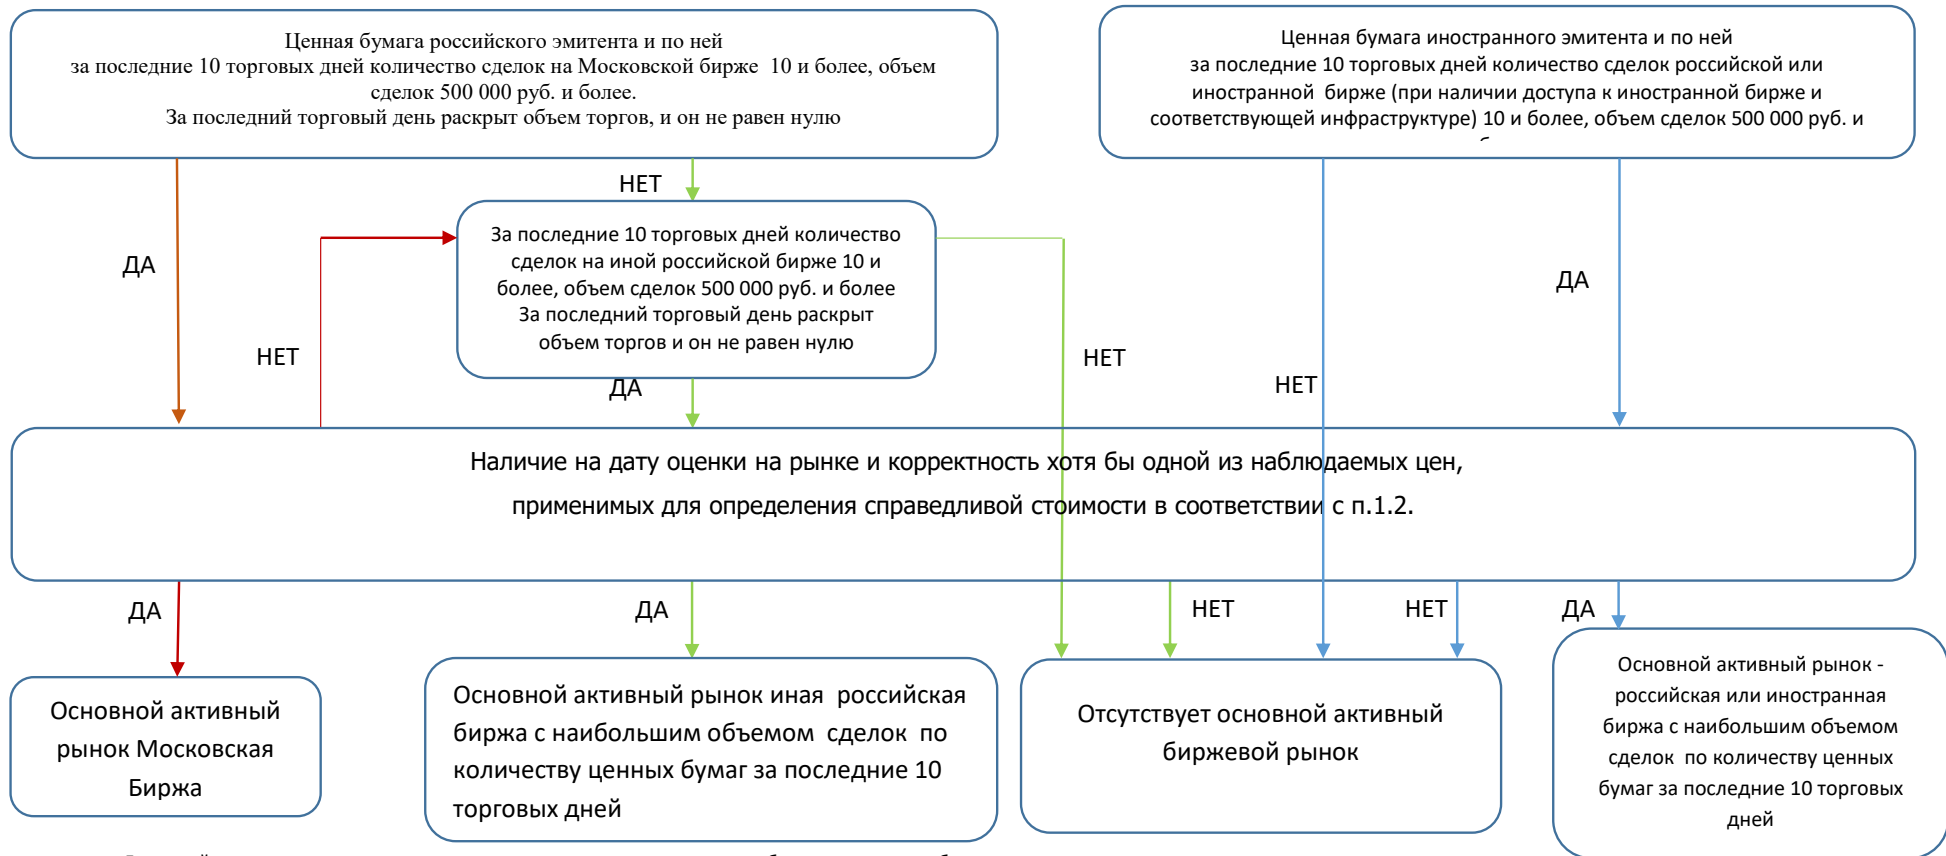 Ценная бумага российского эмитента и по ней
за последние 10 торговых дней количество сделок на Московской бирже 10 и более, объем
сделок 500 000 руб. и более.
За последний торговый день раскрыт объем торгов, и он не равен нулю
Ценная бумага иностранного эмитента и по ней
за последние 10 торговых дней количество сделок российской или
иностранной биржe (при наличии доступа к иностранной бирже и
соответствующей инфраструктуре) 10 и более, объем сделок 500 000 руб. и
НЕТ
ДА
За последние 10 торговых дней количество
сделок на иной российской бирже 10 и
более, объем сделок 500 000 руб. и более
За последний торговый день раскрыт
объем торгов и он не равен нулю
ДА
НЕТ
НЕТ
НЕТ
ДА
Наличие на дату оценки на рынке и корректность хотя бы одной из наблюдаемых цен,
применимых для определения справедливой стоимости в соответствии с п.1.2.
ДА
ДА
НЕТ
НЕТ
ДА
Основной активный
рынок Московская
Биржа
Основной активный рынок иная российская
биржа с наибольшим объемом сделок по
количеству ценных бумаг за последние 10
торговых дней
Отсутствует основной активный
биржевой рынок
Основной активный рынок -
российская или иностранная
биржа с наибольшим объемом
сделок по количеству ценных
бумаг за последние 10 торговых
дней